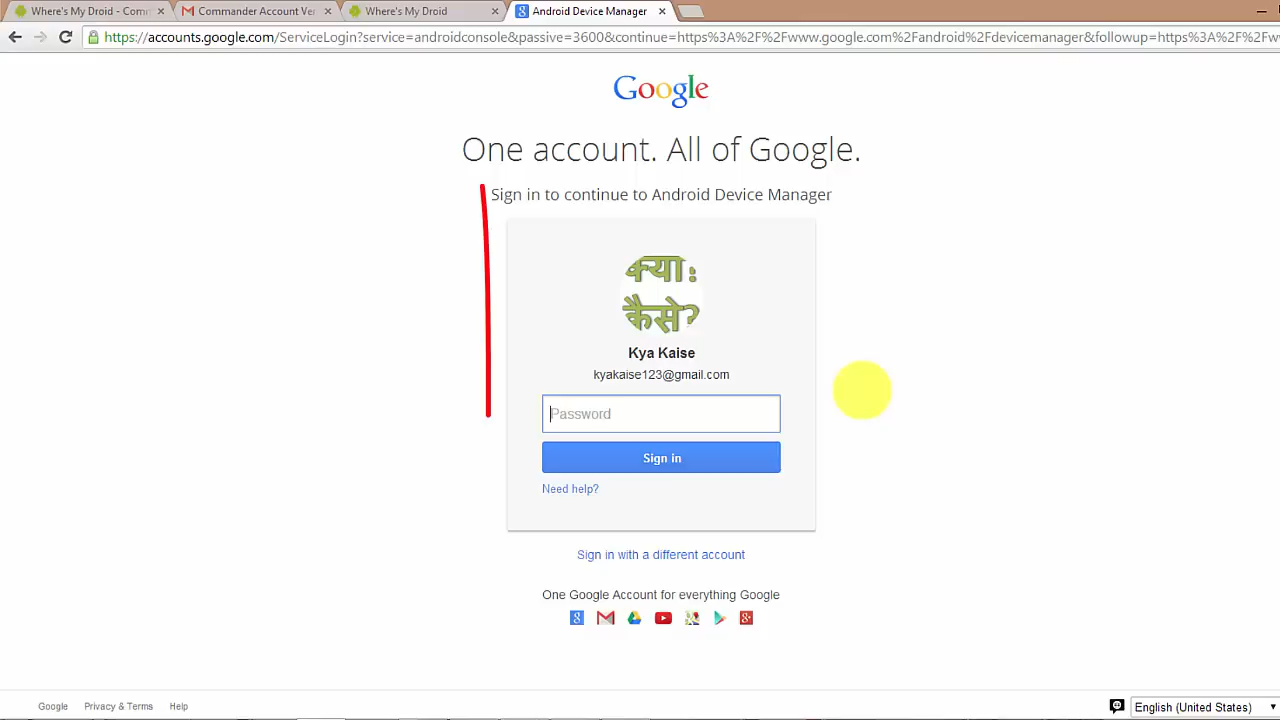 Where's My Droid - Comm
Commander Account Ver
Where's My Droid
Android Device Manager
https://accounts.google.com/ServiceLogin?service=androidconsole&passive=3600&continue=https%3A%2F%2Fwww.google.com%2Fandroid%2Fdevicemanager&followup=https%3A%2F%2Fw
Google
One account. All of Google.
Sign in to continue to Android Device Manager
क्या :
कैसे?
Kya Kaise
kyakaise123@gmail.com
Password
Sign in
Need help?
Sign in with a different account
One Google Account for everything Google
Google Privacy & Terms Help
English (United States)